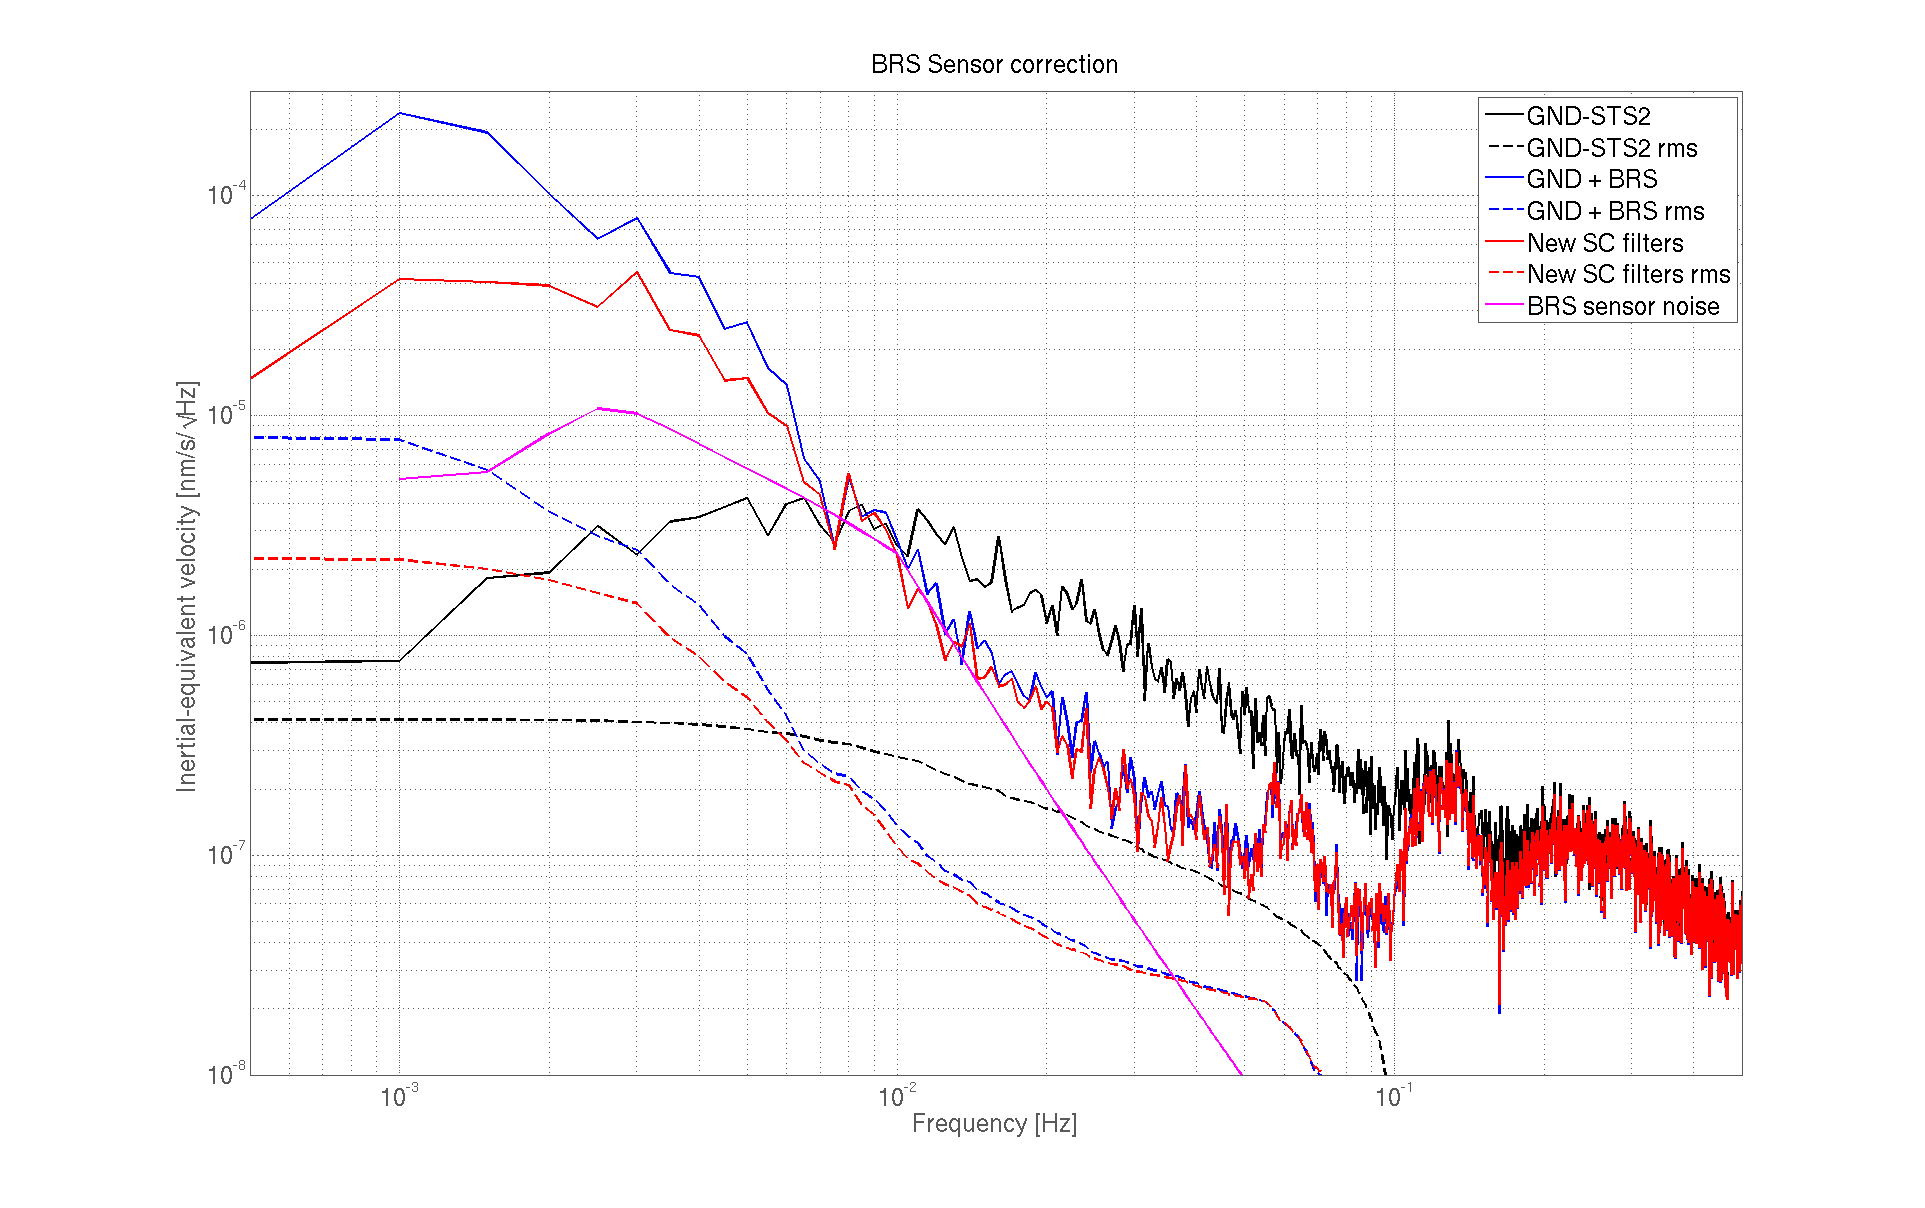 BRS Sensor correction
GND-STS2
GND-STS2 rms
GND + BRS
GND + BRS rms
New SC filters
New SC filters rms
BRS sensor noise
Inertial-equivalent velocity [nm/s/√Hz]
10^-4
10^-5
10^-6
10^-7
10^-8
10^-3
10^-2
10^-1
Frequency [Hz]